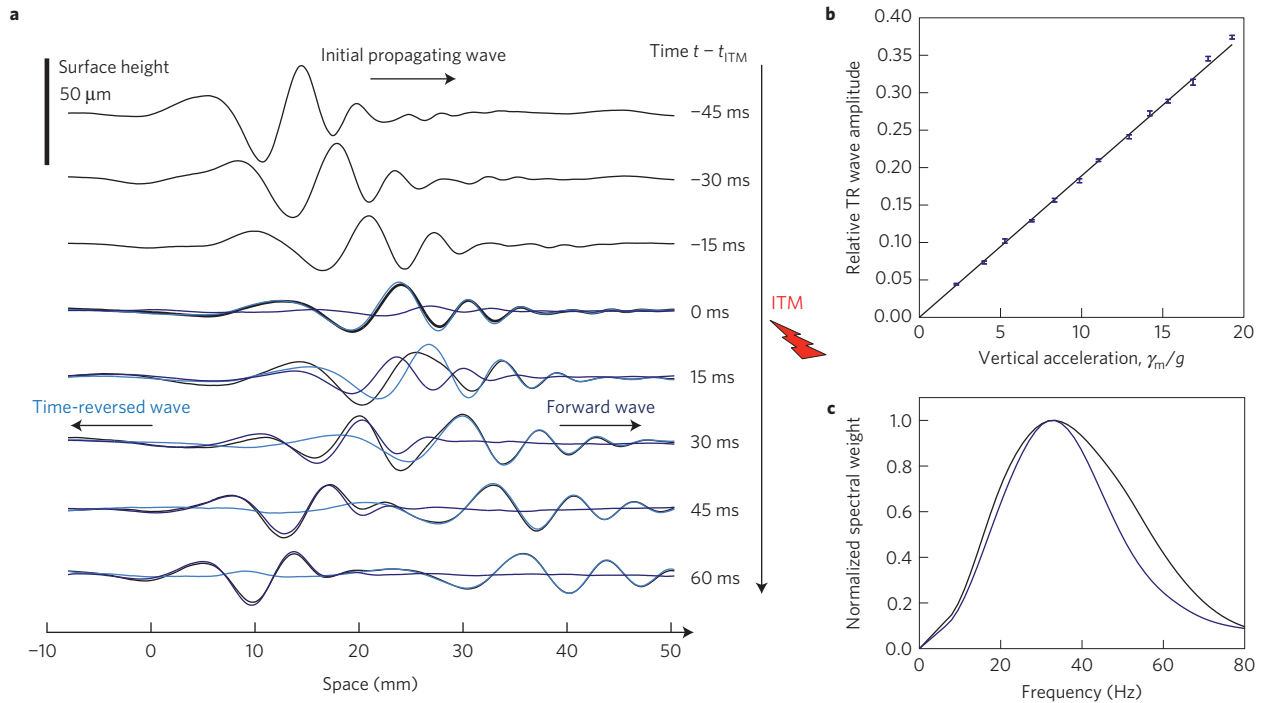 a
Surface height
50 μm
Initial propagating wave
Time t − tITM
−45 ms
−30 ms
−15 ms
0 ms
15 ms
30 ms
45 ms
60 ms
Time-reversed wave
Forward wave
ITM
−10 0 10 20 30 40 50
Space (mm)
b
Relative TR wave amplitude
0.40
0.35
0.30
0.25
0.20
0.15
0.10
0.05
0.00
0 5 10 15 20
Vertical acceleration, γm/g
c
Normalized spectral weight
1.0
0.8
0.6
0.4
0.2
0.0
0 20 40 60 80
Frequency (Hz)